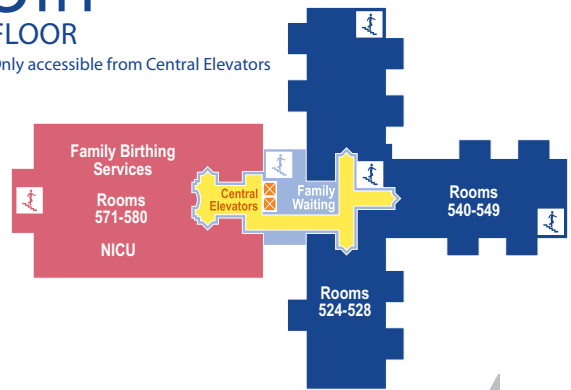 FLOOR
Only accessible from Central Elevators
Family Birthing
Services
Rooms
571-580
NICU
Central
Elevators
Family
Waiting
Rooms
540-549
Rooms
524-528